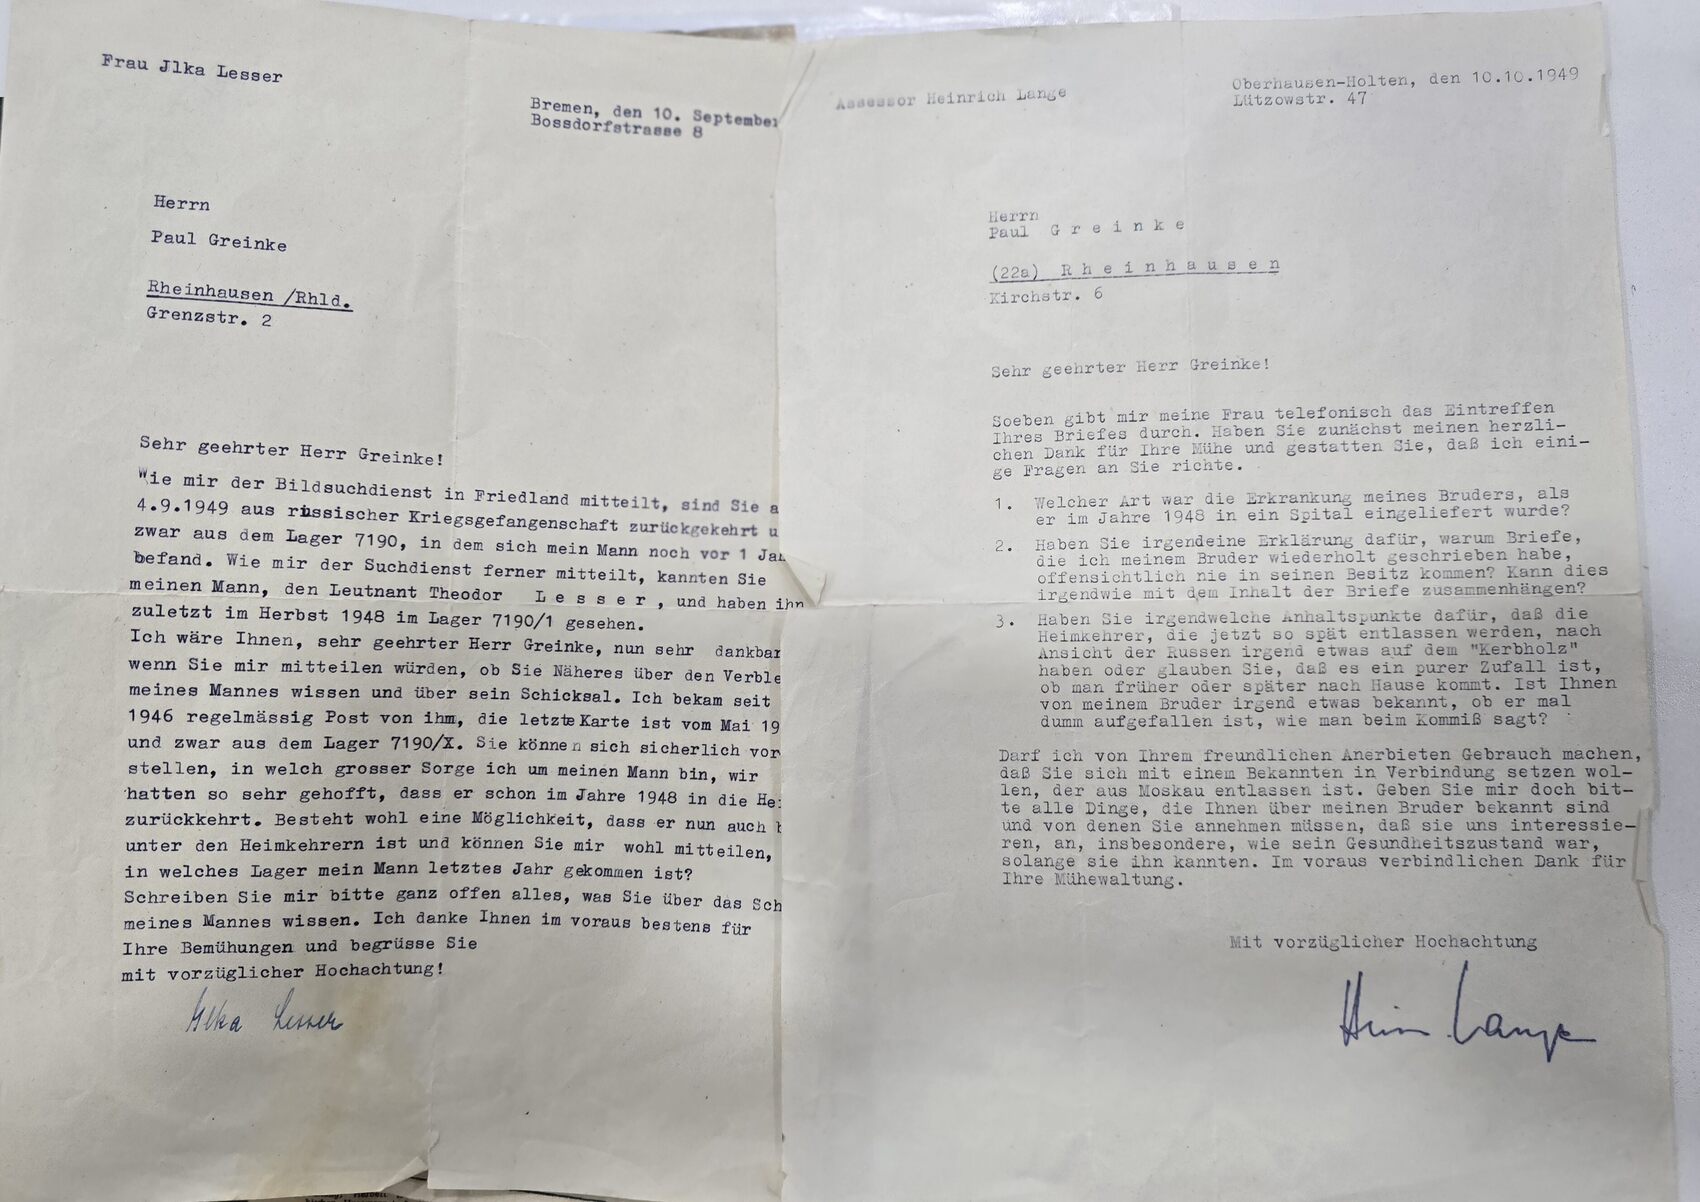 Frau Jlka Lesser
Bremen, den 10. September
Bossdorfstrasse 8
Herrn
Paul Greinke
Rheinhausen /Rhld.
Grenzstr. 2
Sehr geehrter Herr Greinke!
Wie mir der Bildsuchdienst in Friedland mitteilt, sind Sie a
4.9.1949 aus russischer Kriegsgefangenschaft zurückgekehrt u
zwar aus dem Lager 7190, in dem sich mein Mann noch vor 1 Jah
befand. Wie mir der Suchdienst ferner mitteilt, kannten Sie
meinen Mann, den Leutnant Theodor L e s s e r , und haben ihn
zuletzt im Herbst 1948 im Lager 7190/1 gesehen.
Ich wäre Ihnen, sehr geehrter Herr Greinke, nun sehr dankbar
wenn Sie mir mitteilen würden, ob Sie Näheres über den Verble
meines Mannes wissen und über sein Schicksal. Ich bekam seit
1946 regelmässig Post von ihm, die letzte Karte ist vom Mai 19
und zwar aus dem Lager 7190/X. Sie können sich sicherlich vor
stellen, in welch grosser Sorge ich um meinen Mann bin, wir
hatten so sehr gehofft, dass er schon im Jahre 1948 in die Hei
zurückkehrt. Besteht wohl eine Möglichkeit, dass er nun auch b
unter den Heimkehrern ist und können Sie mir wohl mitteilen,
in welches Lager mein Mann letztes Jahr gekommen ist?
Schreiben Sie mir bitte ganz offen alles, was Sie über das Sch
meines Mannes wissen. Ich danke Ihnen im voraus bestens für
Ihre Bemühungen und begrüsse Sie
mit vorzüglicher Hochachtung!
Ilka Lesser
Assessor Heinrich Lange
Oberhausen-Holten, den 10.10.1949
Lützowstr. 47
Herrn
Paul G r e i n k e
(22a) R h e i n h a u s e n
Kirchstr. 6
Sehr geehrter Herr Greinke!
Soeben gibt mir meine Frau telefonisch das Eintreffen
Ihres Briefes durch. Haben Sie zunächst meinen herzli-
chen Dank für Ihre Mühe und gestatten Sie, daß ich eini-
ge Fragen an Sie richte.
1. Welcher Art war die Erkrankung meines Bruders, als
er im Jahre 1948 in ein Spital eingeliefert wurde?
2. Haben Sie irgendeine Erklärung dafür, warum Briefe,
die ich meinem Bruder wiederholt geschrieben habe,
offensichtlich nie in seinen Besitz kommen? Kann dies
irgendwie mit dem Inhalt der Briefe zusammenhängen?
3. Haben Sie irgendwelche Anhaltspunkte dafür, daß die
Heimkehrer, die jetzt so spät entlassen werden, nach
Ansicht der Russen irgend etwas auf dem "Kerbholz"
haben oder glauben Sie, daß es ein purer Zufall ist,
ob man früher oder später nach Hause kommt. Ist Ihnen
von meinem Bruder irgend etwas bekannt, ob er mal
dumm aufgefallen ist, wie man beim Kommiß sagt?
Darf ich von Ihrem freundlichen Anerbieten Gebrauch machen,
daß Sie sich mit einem Bekannten in Verbindung setzen wol-
len, der aus Moskau entlassen ist. Geben Sie mir doch bit-
te alle Dinge, die Ihnen über meinen Bruder bekannt sind
und von denen Sie annehmen müssen, daß sie uns interessie-
ren, an, insbesondere, wie sein Gesundheitszustand war,
solange sie ihn kannten. Im voraus verbindlichen Dank für
Ihre Mühewaltung.
Mit vorzüglicher Hochachtung
Heinr. Lange